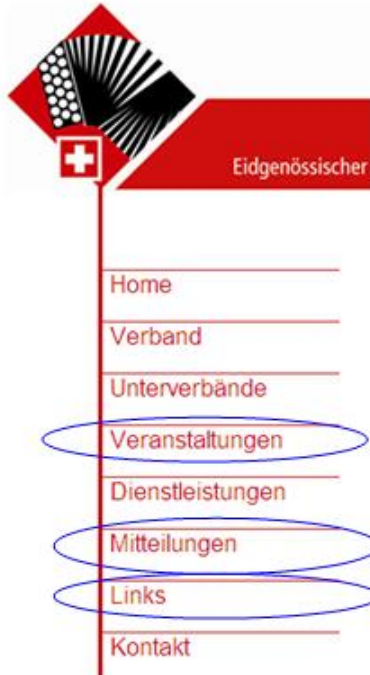 Eidgenössischer
Home
Verband
Unterverbände
Veranstaltungen
Dienstleistungen
Mitteilungen
Links
Kontakt